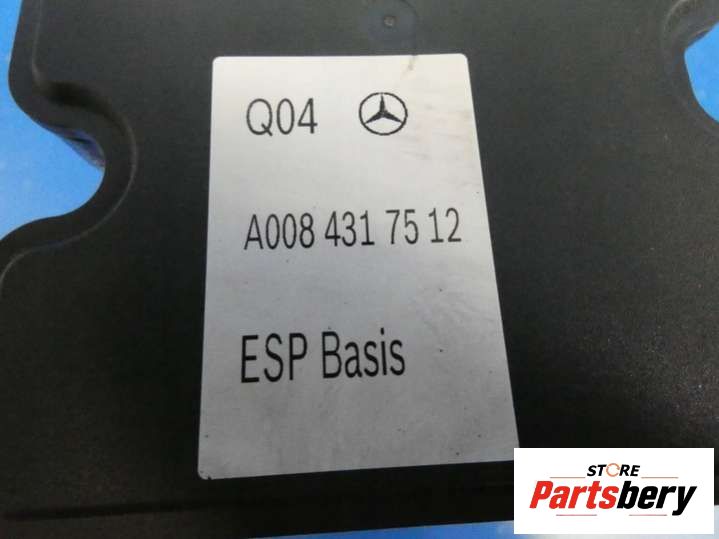 Q04
A008 431 75 12
ESP Basis
STORE
Partsbery